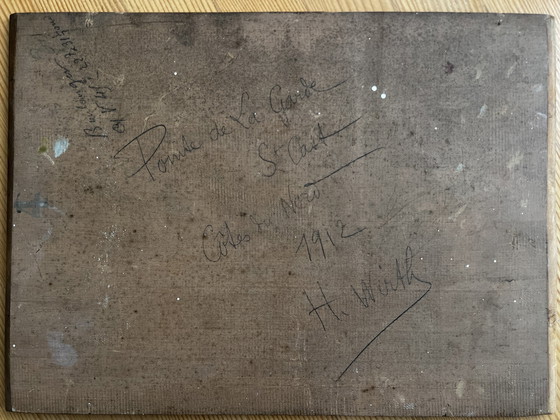 Pointe de La Garde
St Cast
Côtes du Nord
1912
H. Wirth